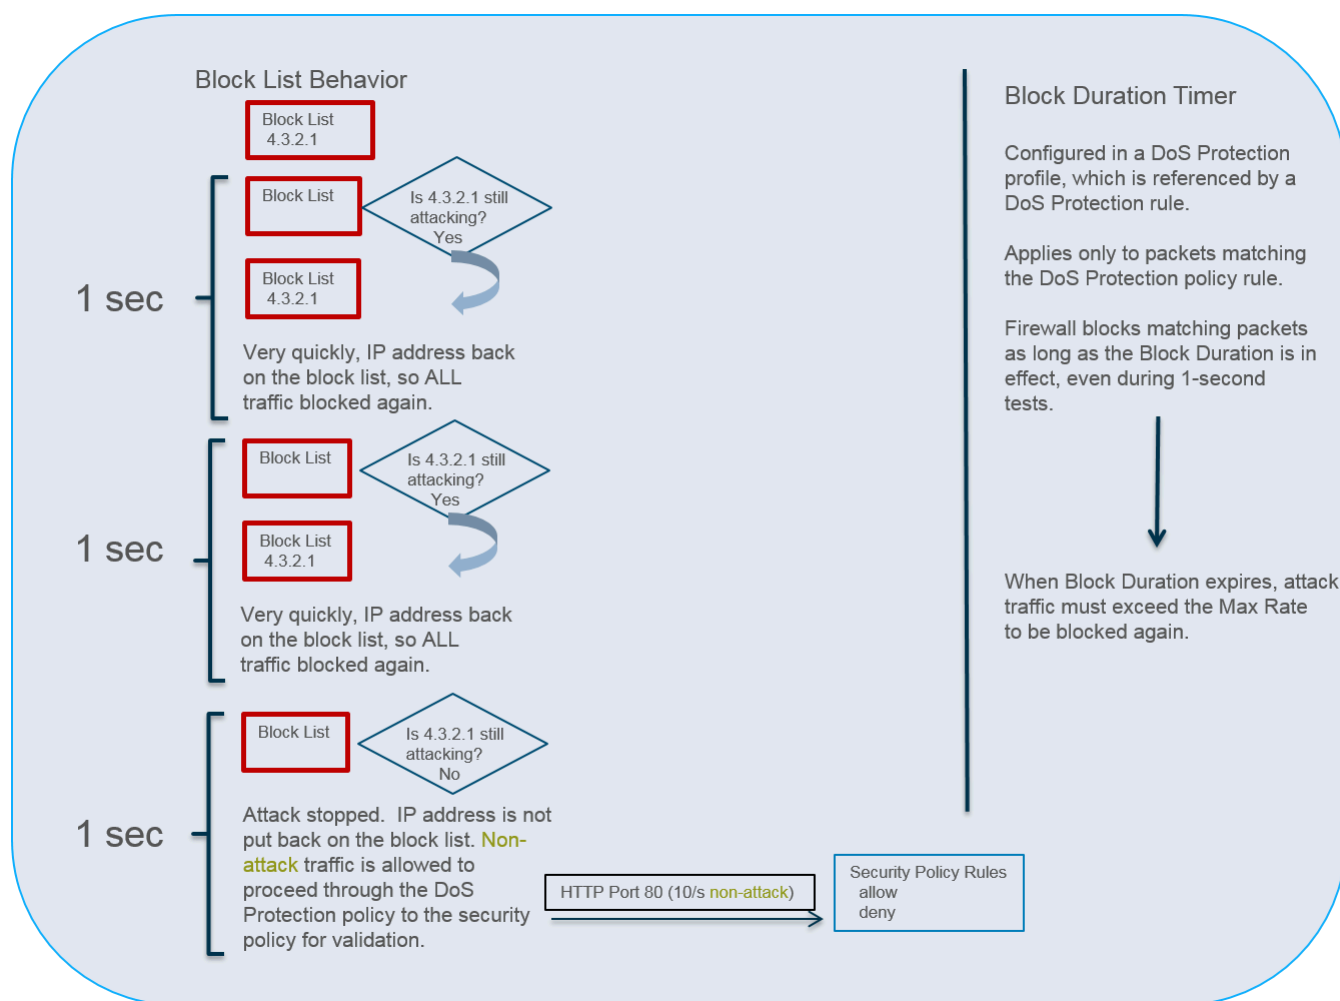 Block List Behavior
Block List
4.3.2.1
1 sec
Block List
Is 4.3.2.1 still
attacking?
Yes
Block List
4.3.2.1
Very quickly, IP address back
on the block list, so ALL
traffic blocked again.
1 sec
Block List
Is 4.3.2.1 still
attacking?
Yes
Block List
4.3.2.1
Very quickly, IP address back
on the block list, so ALL
traffic blocked again.
1 sec
Block List
Is 4.3.2.1 still
attacking?
No
Attack stopped. IP address is not
put back on the block list. Non-
attack traffic is allowed to
proceed through the DoS
Protection policy to the security
policy for validation.
HTTP Port 80 (10/s non-attack)
Security Policy Rules
allow
deny
Block Duration Timer
Configured in a DoS Protection
profile, which is referenced by a
DoS Protection rule.
Applies only to packets matching
the DoS Protection policy rule.
Firewall blocks matching packets
as long as the Block Duration is in
effect, even during 1-second
tests.
When Block Duration expires, attack
traffic must exceed the Max Rate
to be blocked again.